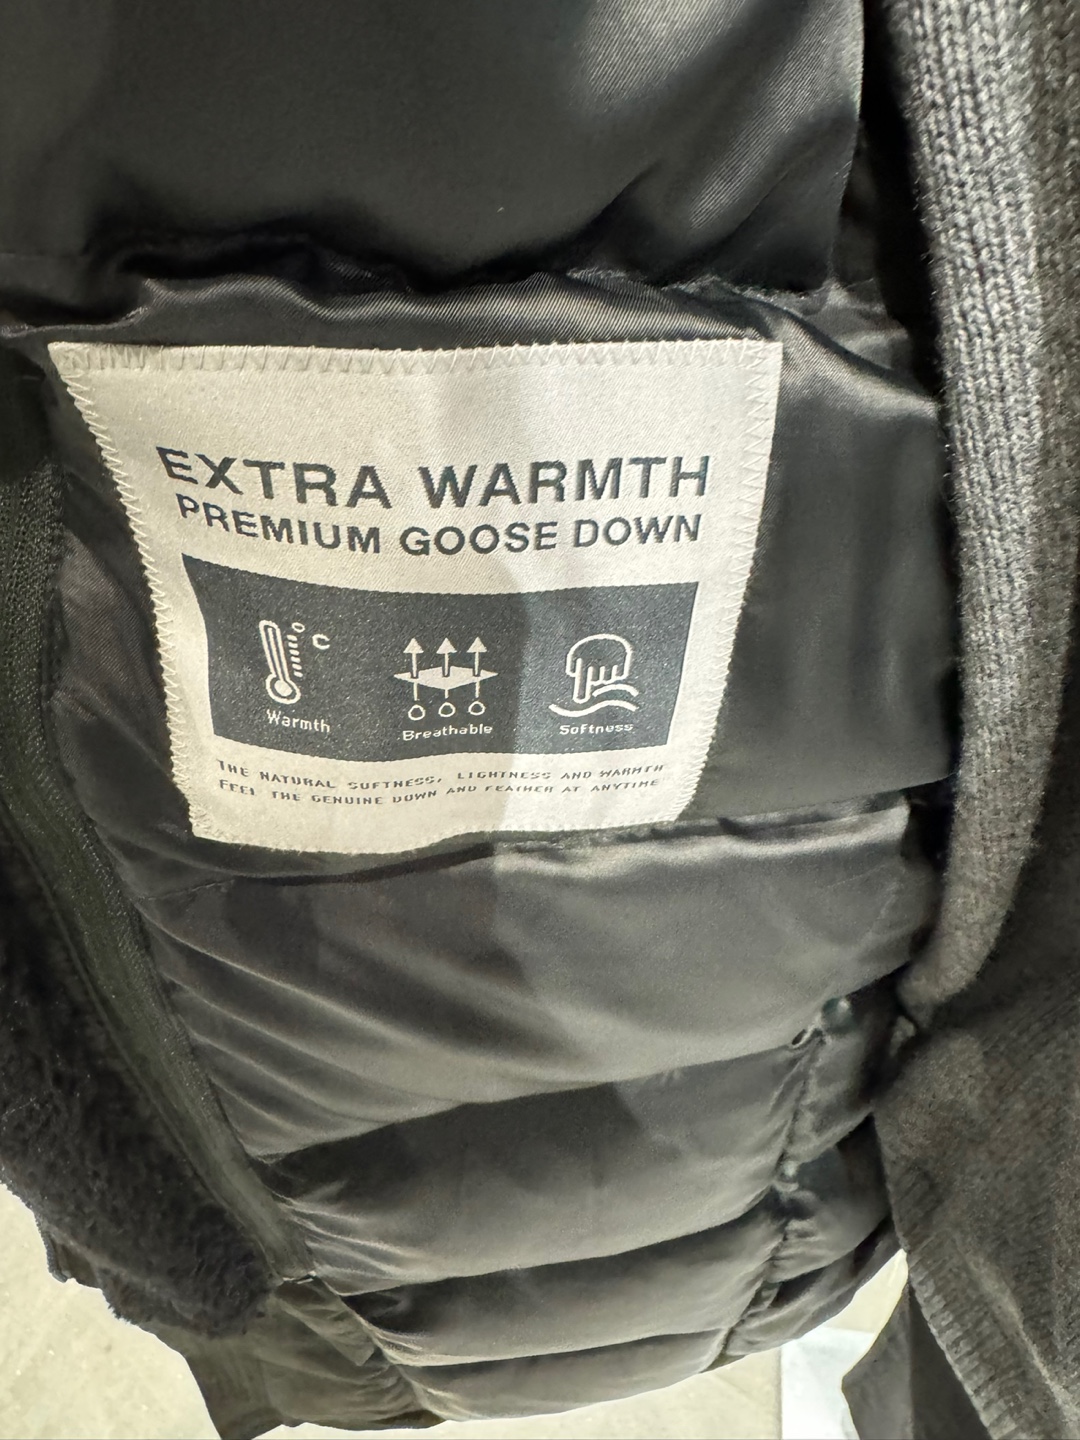 EXTRA WARMTH
PREMIUM GOOSE DOWN
°C
Warmth
Breathable
Softness
THE NATURAL SOFTNESS, LIGHTNESS AND WARMTH
FEEL THE GENUINE DOWN AND FEATHER AT ANYTIME